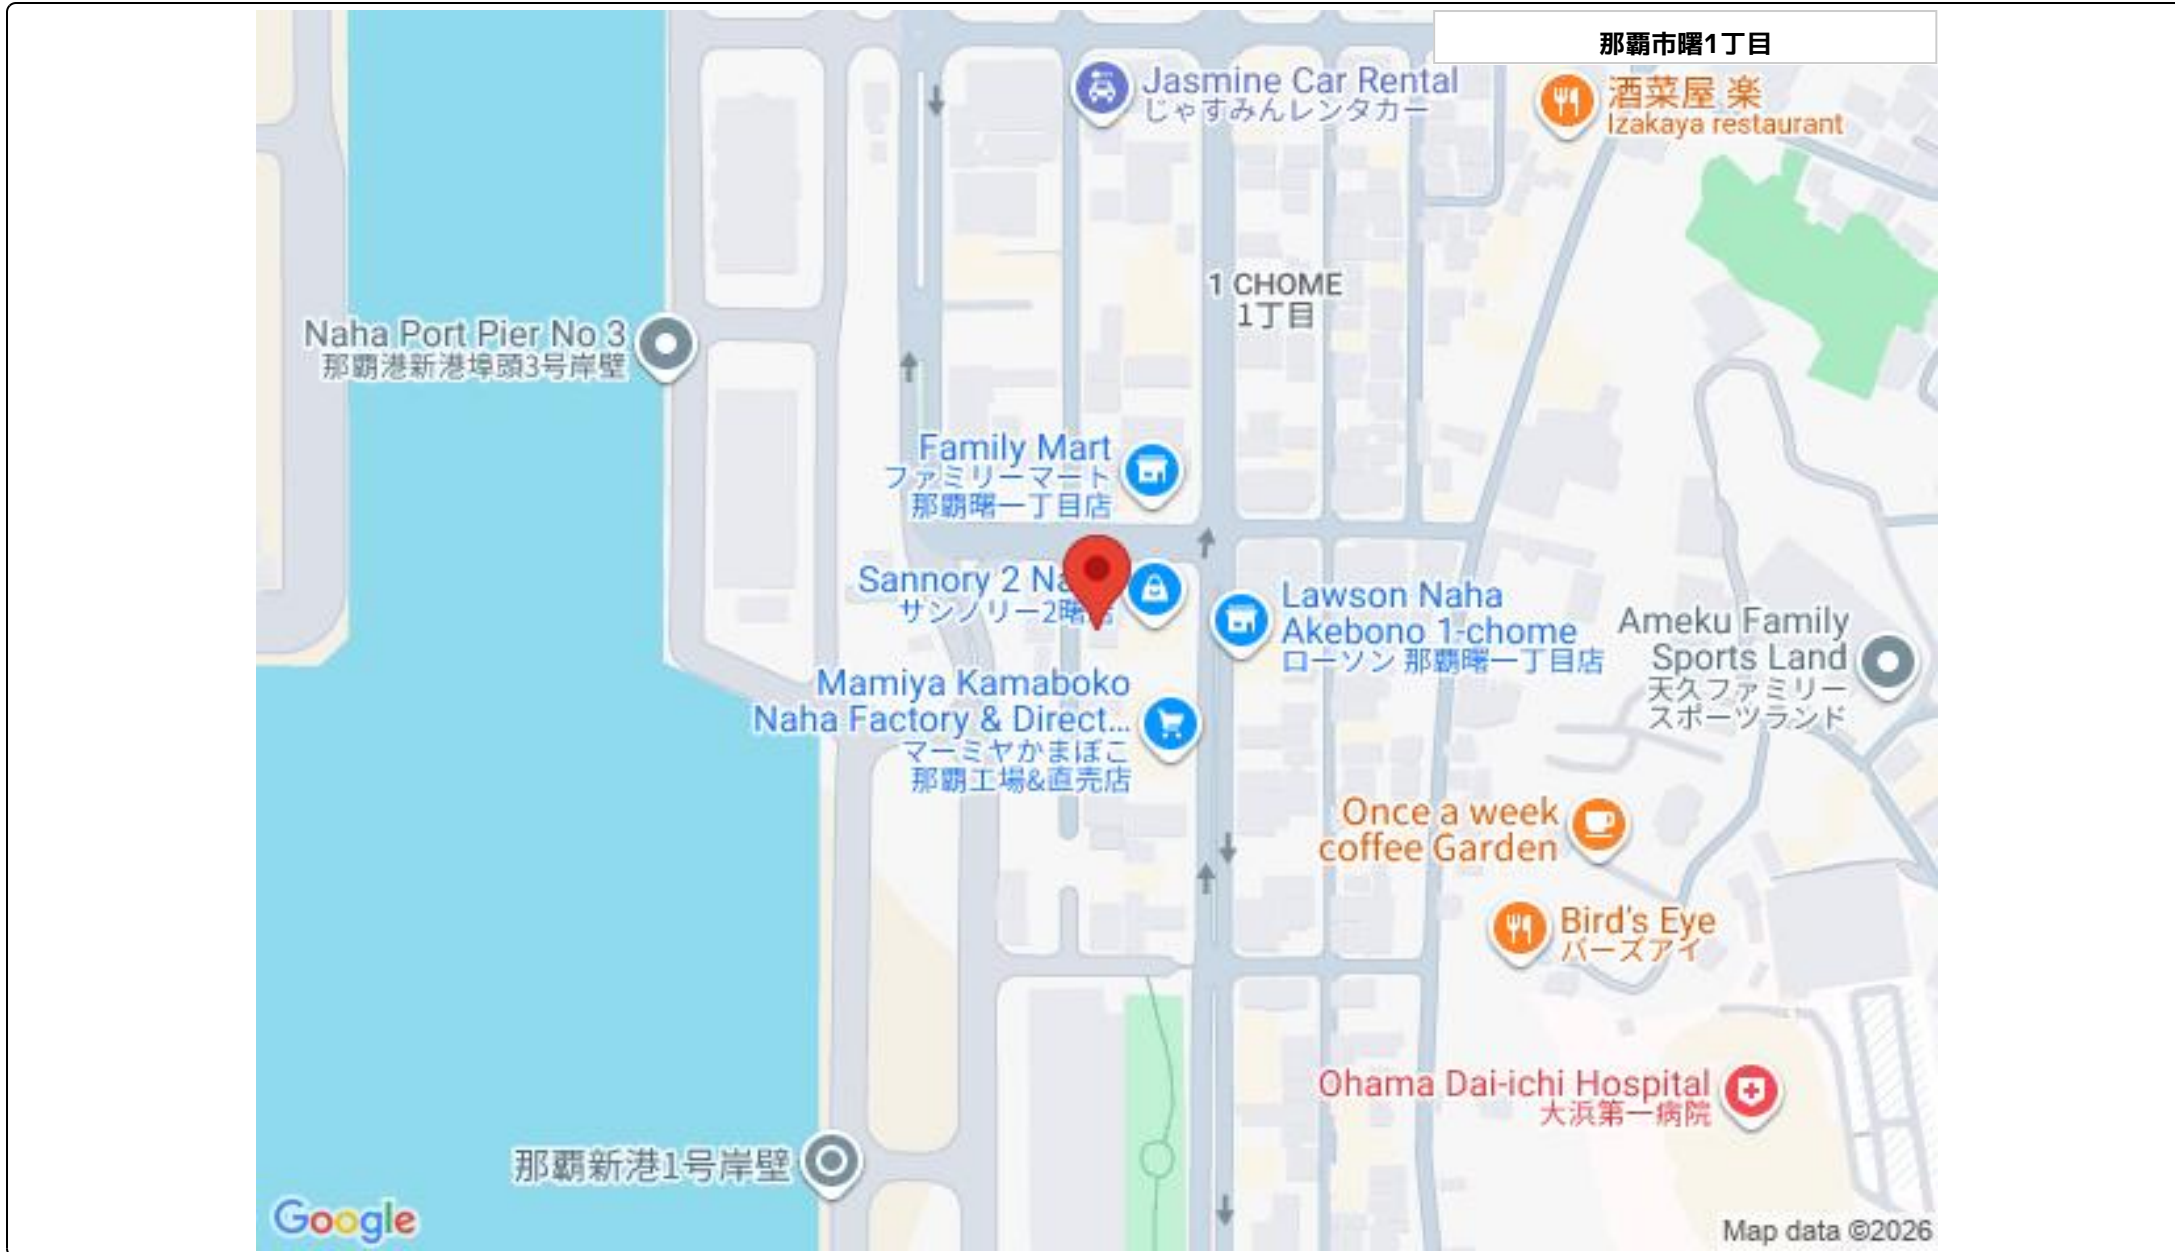 那覇市曙1丁目
Jasmine Car Rental
じゃすみんレンタカー
酒菜屋 楽
Izakaya restaurant
1 CHOME
1丁目
Naha Port Pier No 3
那覇港新港埠頭3号岸壁
Family Mart
ファミリーマート
那覇曙一丁目店
Sannory 2
サンノリー2曙
Lawson Naha
Akebono 1-chome
ローソン 那覇曙一丁目店
Ameku Family
Sports Land
天久ファミリー
スポーツランド
Mamiya Kamaboko
Naha Factory & Direct...
マーミヤかまぼこ
那覇工場&直売店
Once a week
coffee Garden
Bird's Eye
バーズアイ
Ohama Dai-ichi Hospital
大浜第一病院
那覇新港1号岸壁
Google
Map data ©2026